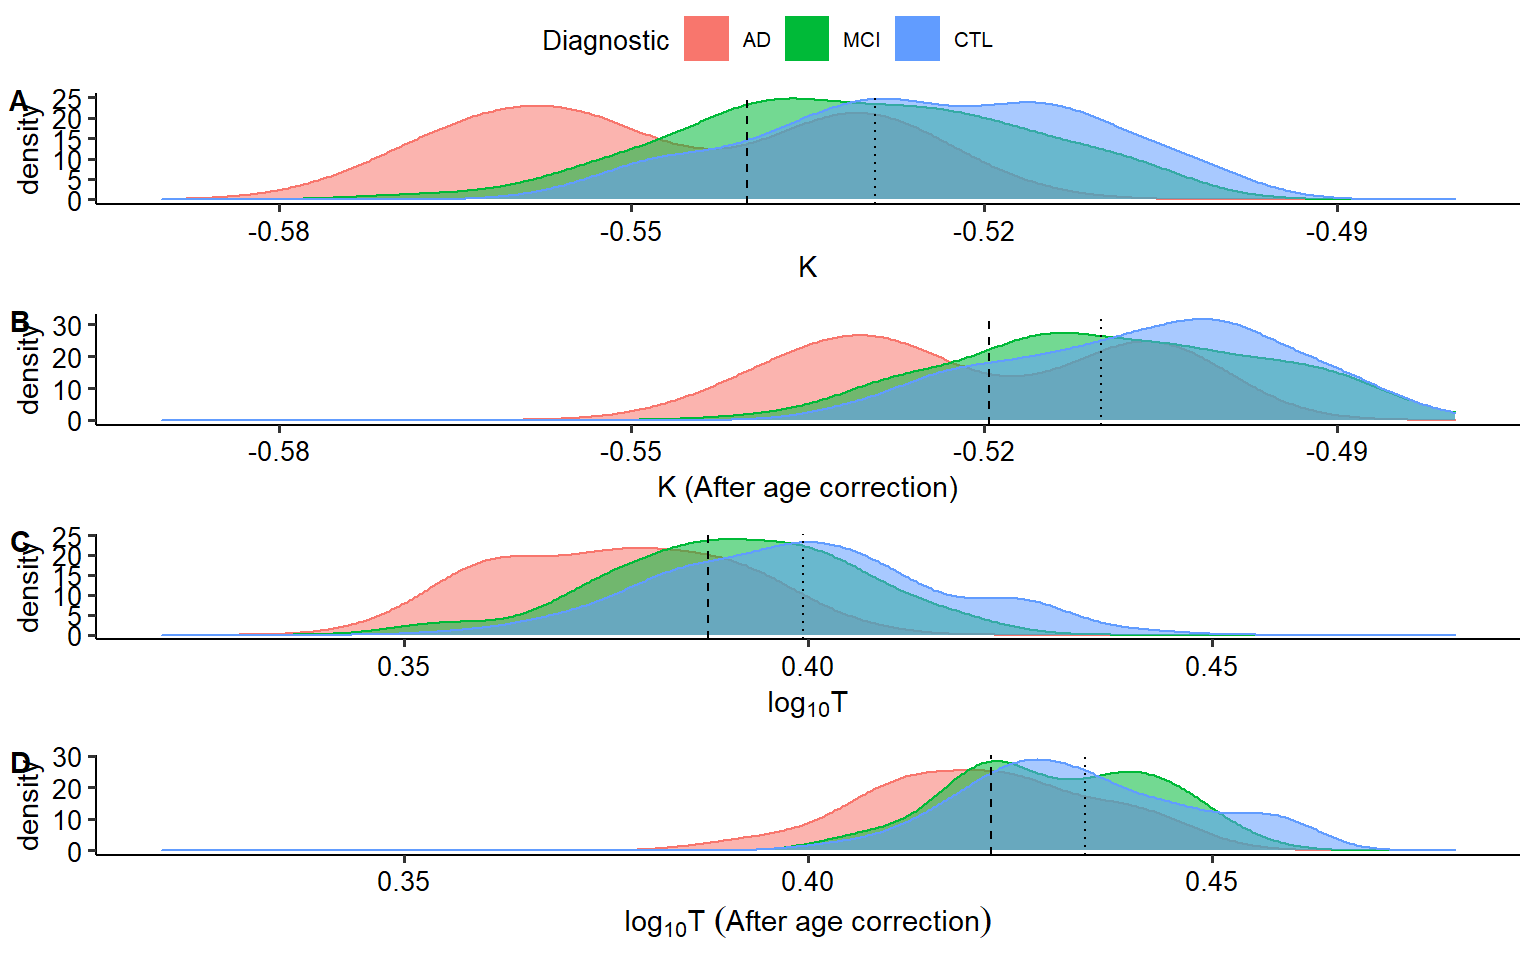 Diagnostic AD MCI CTL
A
density
25
20
15
10
5
0
-0.58 -0.55 -0.52 -0.49
K
B
density
30
20
10
0
-0.58 -0.55 -0.52 -0.49
K (After age correction)
C
density
25
20
15
10
5
0
0.35 0.40 0.45
log₁₀T
D
density
30
20
10
0
0.35 0.40 0.45
log₁₀T (After age correction)